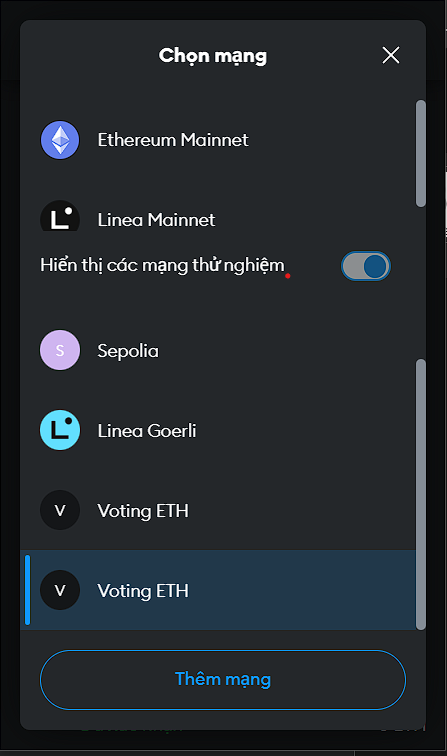 Chọn mạng
Ethereum Mainnet
L Linea Mainnet
Hiển thị các mạng thử nghiệm
S Sepolia
L Linea Goerli
V Voting ETH
V Voting ETH
Thêm mạng